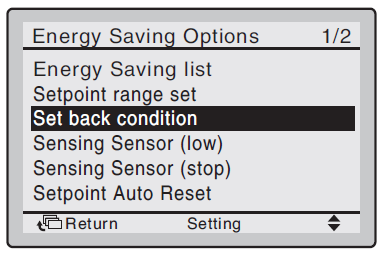 Energy Saving Options 1/2
Energy Saving list
Setpoint range set
Set back condition
Sensing Sensor (low)
Sensing Sensor (stop)
Setpoint Auto Reset
Return Setting